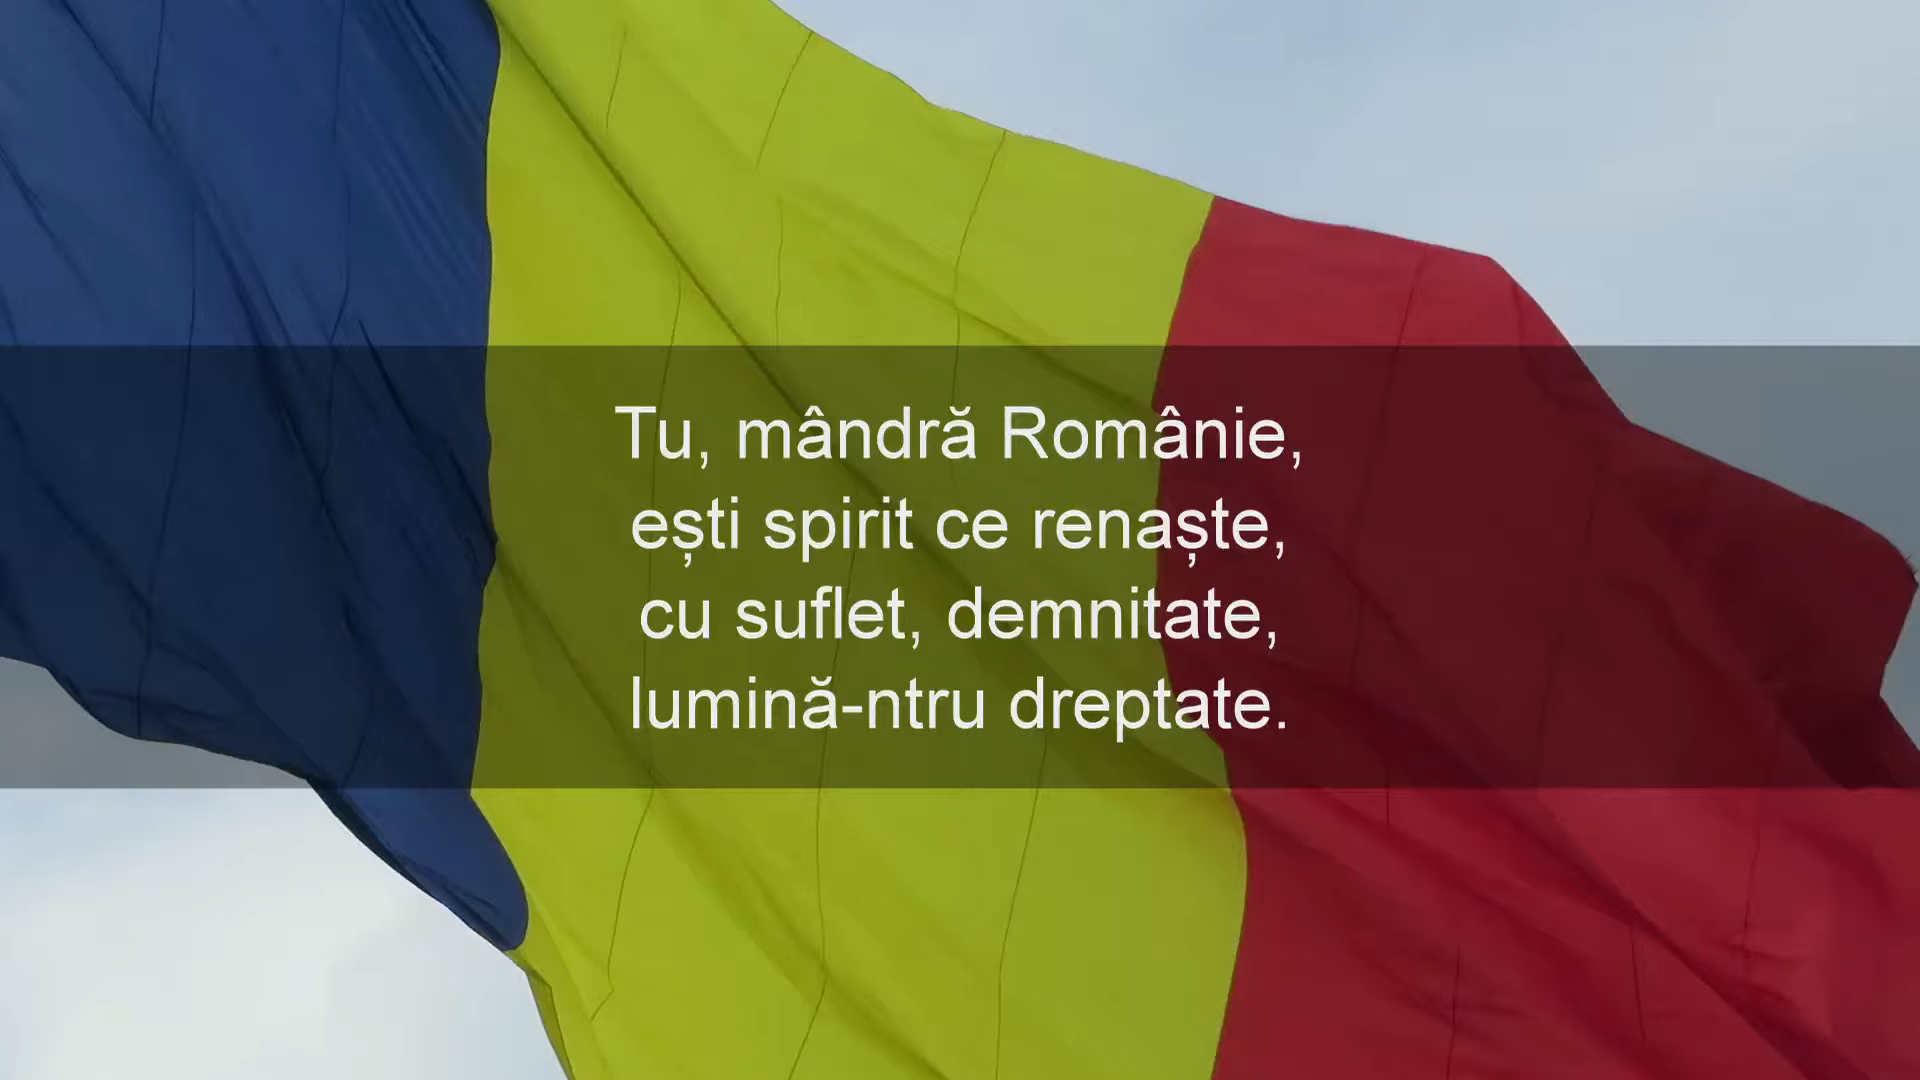 Tu, mândră Românie,
ești spirit ce renaște,
cu suflet, demnitate,
lumină-ntru dreptate.